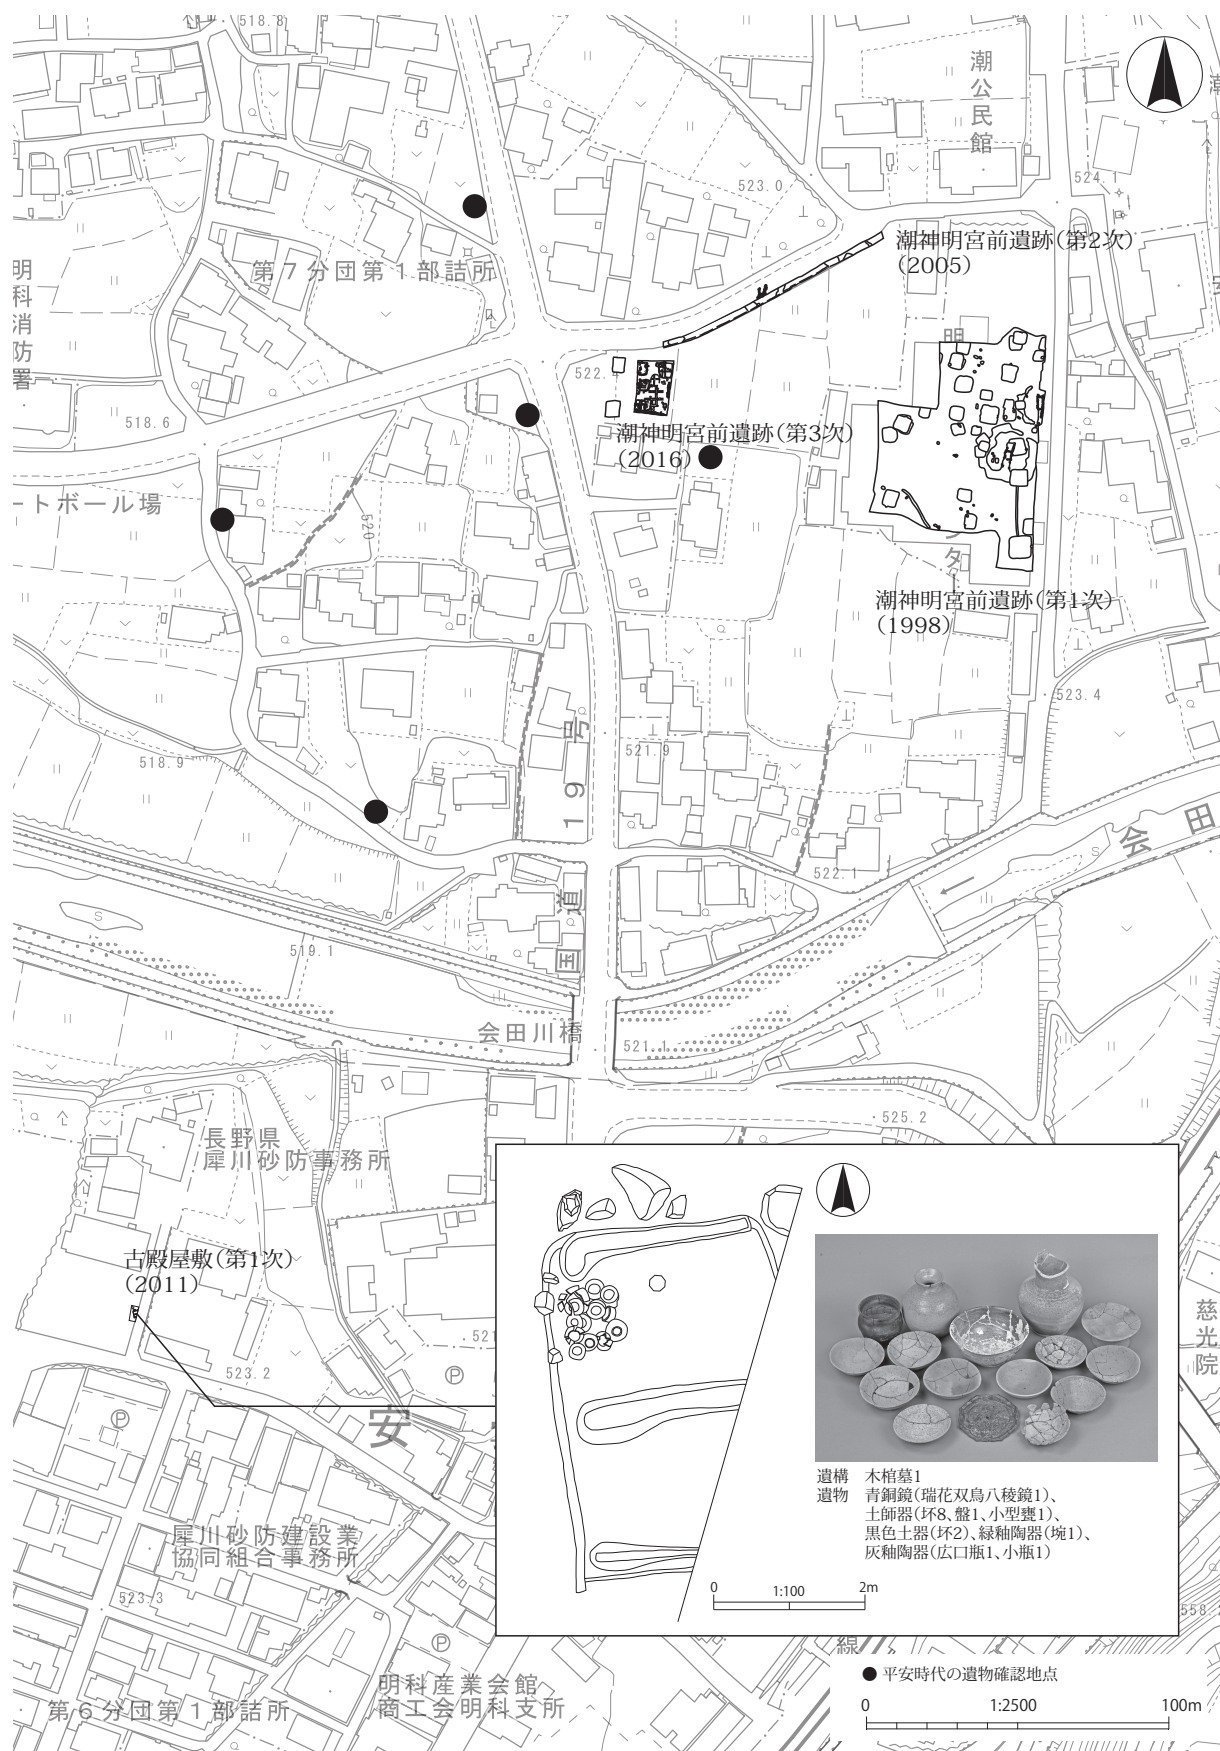 518.8
潮公民館
523.0
524.1
潮神明宮前遺跡(第2次)
(2005)
第7分団第1部詰所
明科消防署
522.
518.6
潮神明宮前遺跡(第3次)
(2016)
ートボール場
520
潮神明宮前遺跡(第1次)
(1998)
523.4
518.9
521.9
国道19号
会田
522.1
S
S
519.1
会田川橋
521.1
525.2
長野県
犀川砂防事務所
古殿屋敷(第1次)
(2011)
521
523.2
P
P
安
慈光院
遺構 木棺墓1
遺物 青銅鏡(瑞花双鳥八稜鏡1)、
土師器(坏8、盤1、小型甕1)、
黒色土器(坏2)、緑釉陶器(埦1)、
灰釉陶器(広口瓶1、小瓶1)
0 1:100 2m
犀川砂防建設業
協同組合事務所
523.3
558.
P
線
明科産業会館
商工会明科支所
第6分団第1部詰所
●平安時代の遺物確認地点
0 1:2500 100m